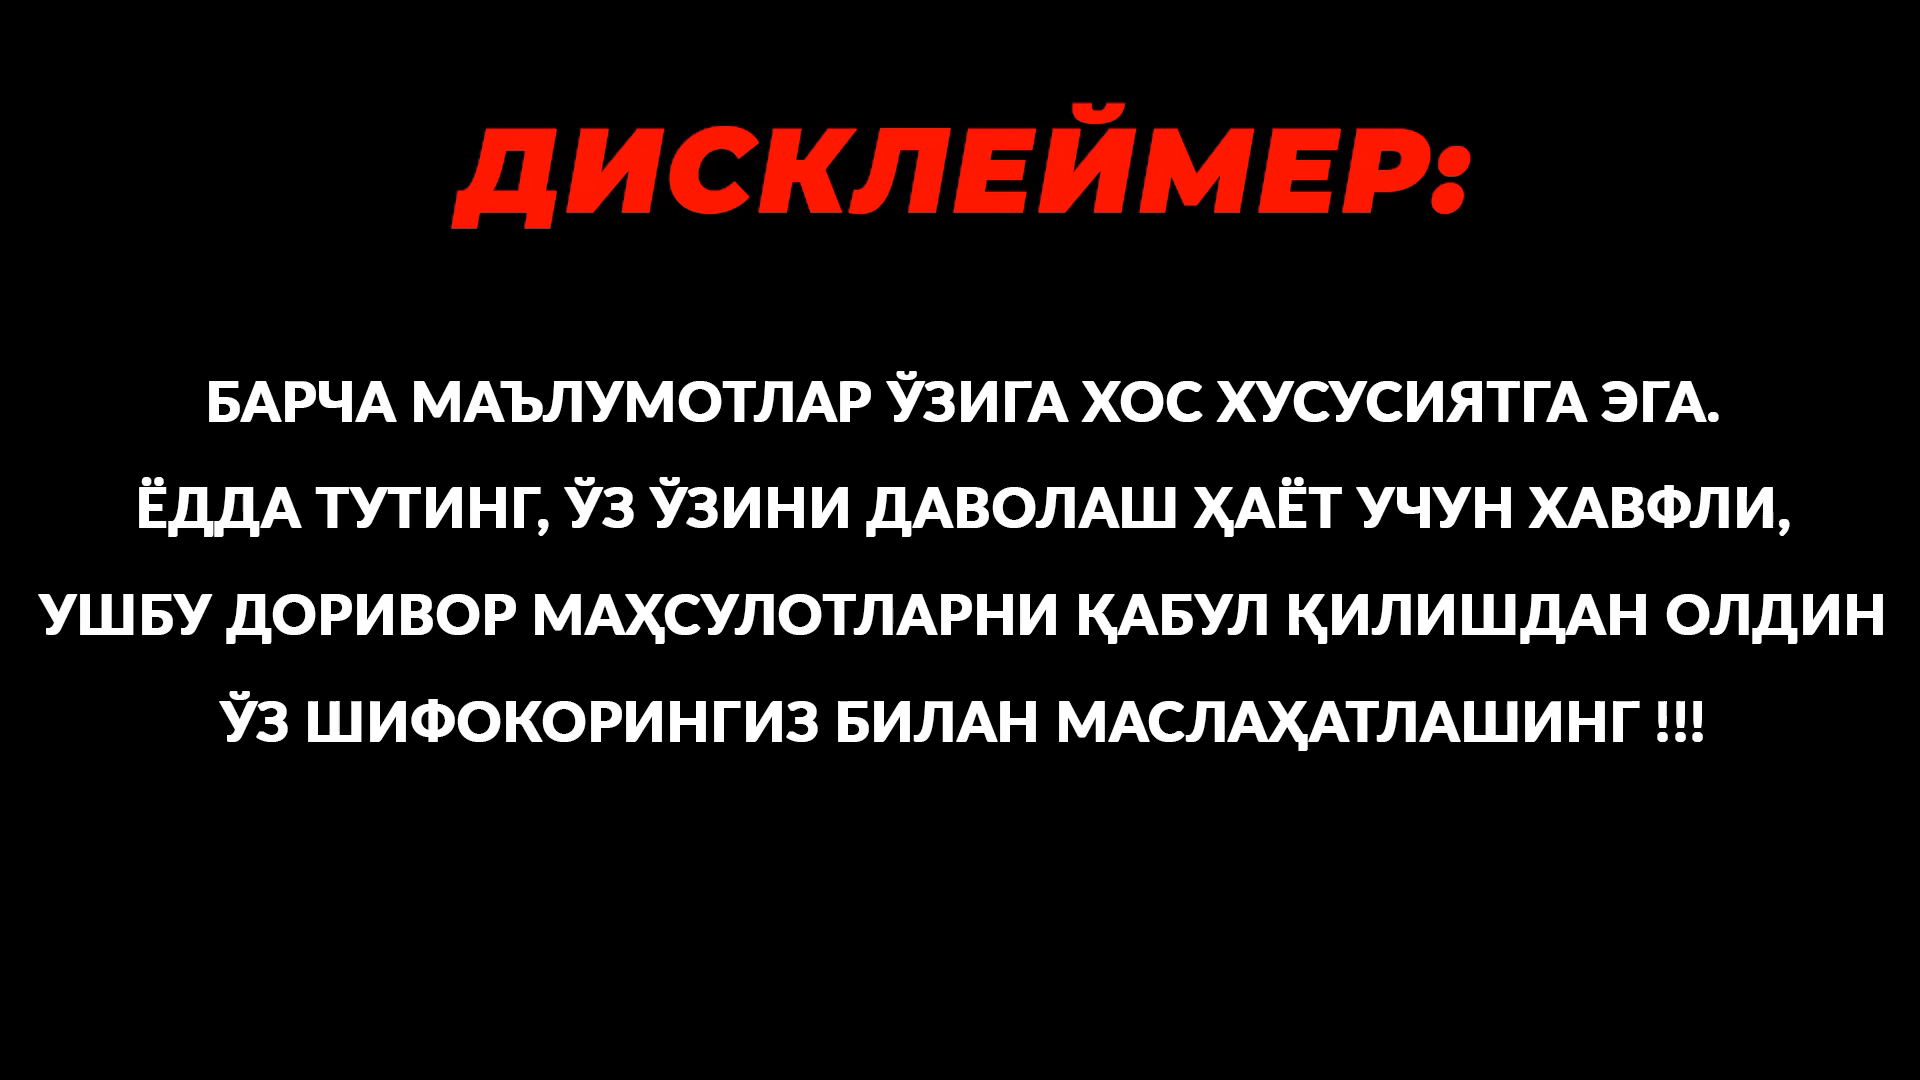 ДИСКЛЕЙМЕР:
БАРЧА МАЪЛУМОТЛАР ЎЗИГА ХОС ХУСУСИЯТГА ЭГА.
ЁДДА ТУТИНГ, ЎЗ ЎЗИНИ ДАВОЛАШ ҲАЁТ УЧУН ХАВФЛИ,
УШБУ ДОРИВОР МАҲСУЛОТЛАРНИ ҚАБУЛ ҚИЛИШДАН ОЛДИН
ЎЗ ШИФОКОРИНГИЗ БИЛАН МАСЛАҲАТЛАШИНГ !!!